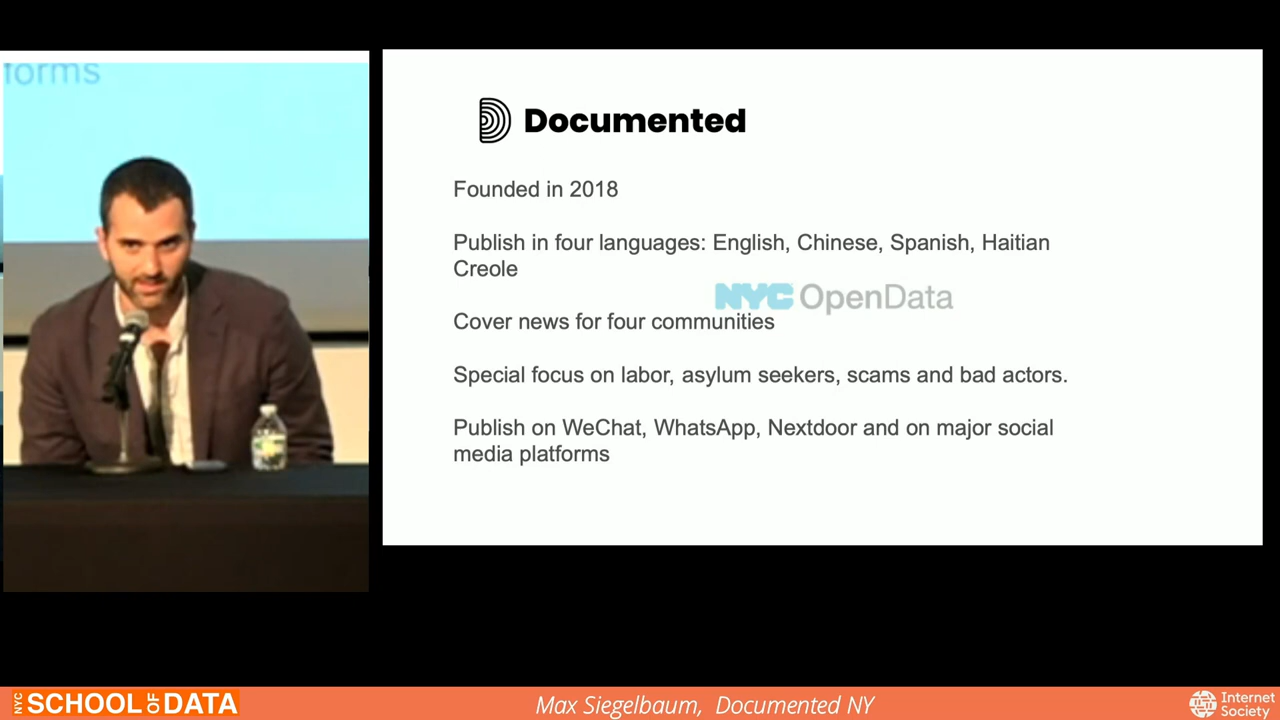 forms
Documented
Founded in 2018
Publish in four languages: English, Chinese, Spanish, Haitian
Creole
NYC OpenData
Cover news for four communities
Special focus on labor, asylum seekers, scams and bad actors.
Publish on WeChat, WhatsApp, Nextdoor and on major social
media platforms
NYC SCHOOL OF DATA
Max Siegelbaum, Documented NY
Internet
Society